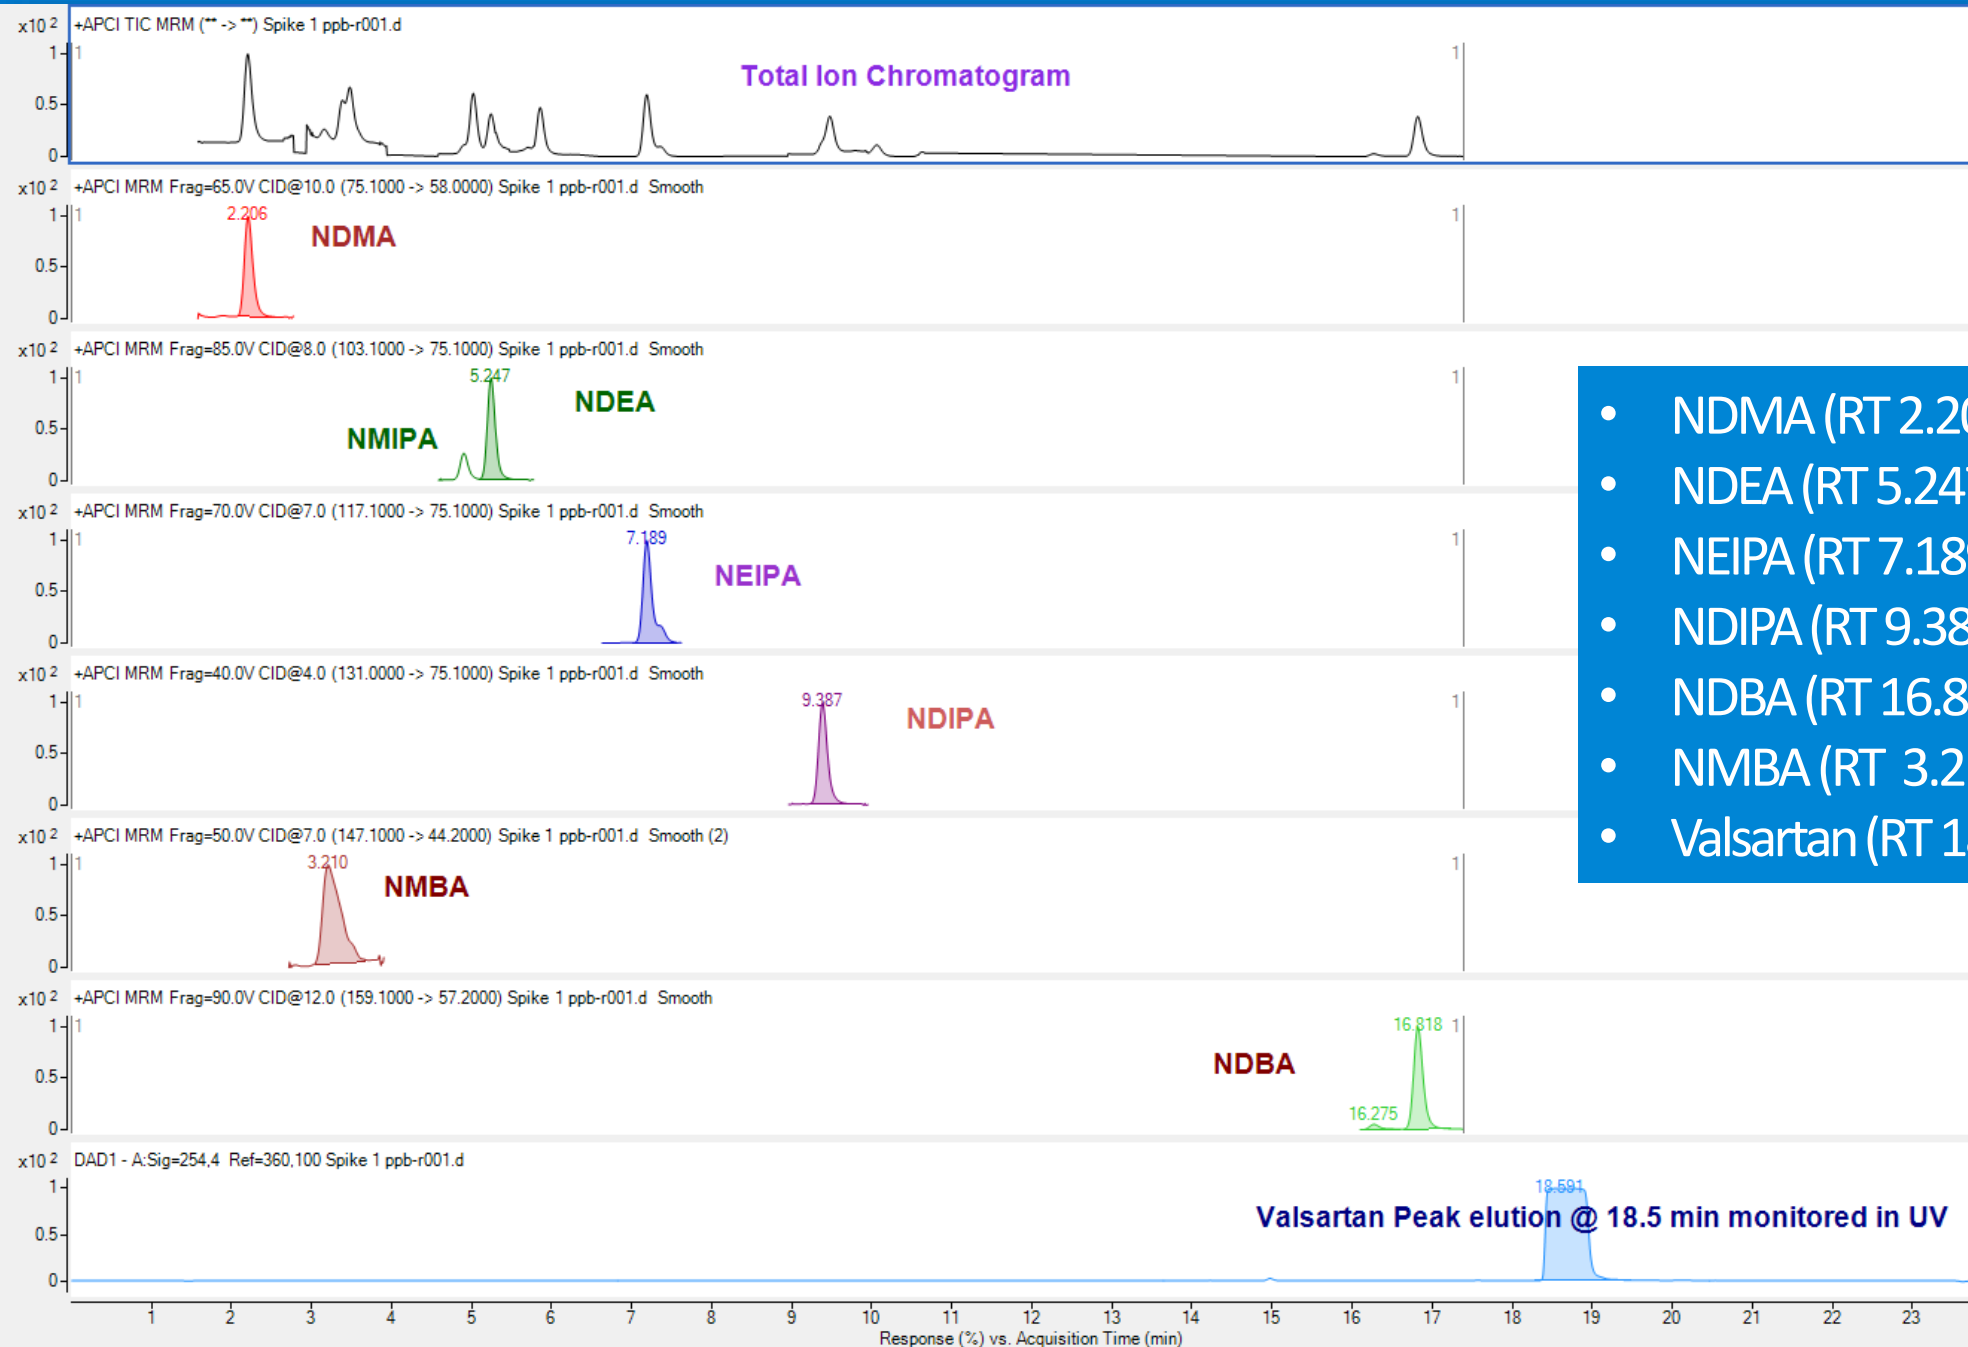 x10 2 +APCI TIC MRM (** -> **) Spike 1 ppb-r001.d
1 1 1
0.5
0
Total Ion Chromatogram
x10 2 +APCI MRM Frag=65.0V CID@10.0 (75.1000 -> 58.0000) Spike 1 ppb-r001.d Smooth
1 1 2.206 1
NDMA
0.5
0
x10 2 +APCI MRM Frag=85.0V CID@8.0 (103.1000 -> 75.1000) Spike 1 ppb-r001.d Smooth
1 1 5.247 1
NDEA
0.5 NMIPA
0
x10 2 +APCI MRM Frag=70.0V CID@7.0 (117.1000 -> 75.1000) Spike 1 ppb-r001.d Smooth
1 1 7.189 1
NEIPA
0.5
0
x10 2 +APCI MRM Frag=40.0V CID@4.0 (131.0000 -> 75.1000) Spike 1 ppb-r001.d Smooth
1 1 9.387 1
NDIPA
0.5
0
x10 2 +APCI MRM Frag=50.0V CID@7.0 (147.1000 -> 44.2000) Spike 1 ppb-r001.d Smooth (2)
1 1 3.210 1
NMBA
0.5
0
x10 2 +APCI MRM Frag=90.0V CID@12.0 (159.1000 -> 57.2000) Spike 1 ppb-r001.d Smooth
1 1 16.818 1
NDBA
0.5
16.275
0
x10 2 DAD1 - A:Sig=254,4 Ref=360,100 Spike 1 ppb-r001.d
1 18.591
Valsartan Peak elution @ 18.5 min monitored in UV
0.5
0
1 2 3 4 5 6 7 8 9 10 11 12 13 14 15 16 17 18 19 20 21 22 23
Response (%) vs. Acquisition Time (min)
• NDMA (RT 2.20
• NDEA (RT 5.247
• NEIPA (RT 7.189
• NDIPA (RT 9.38
• NDBA (RT 16.8
• NMBA (RT 3.2
• Valsartan (RT 18